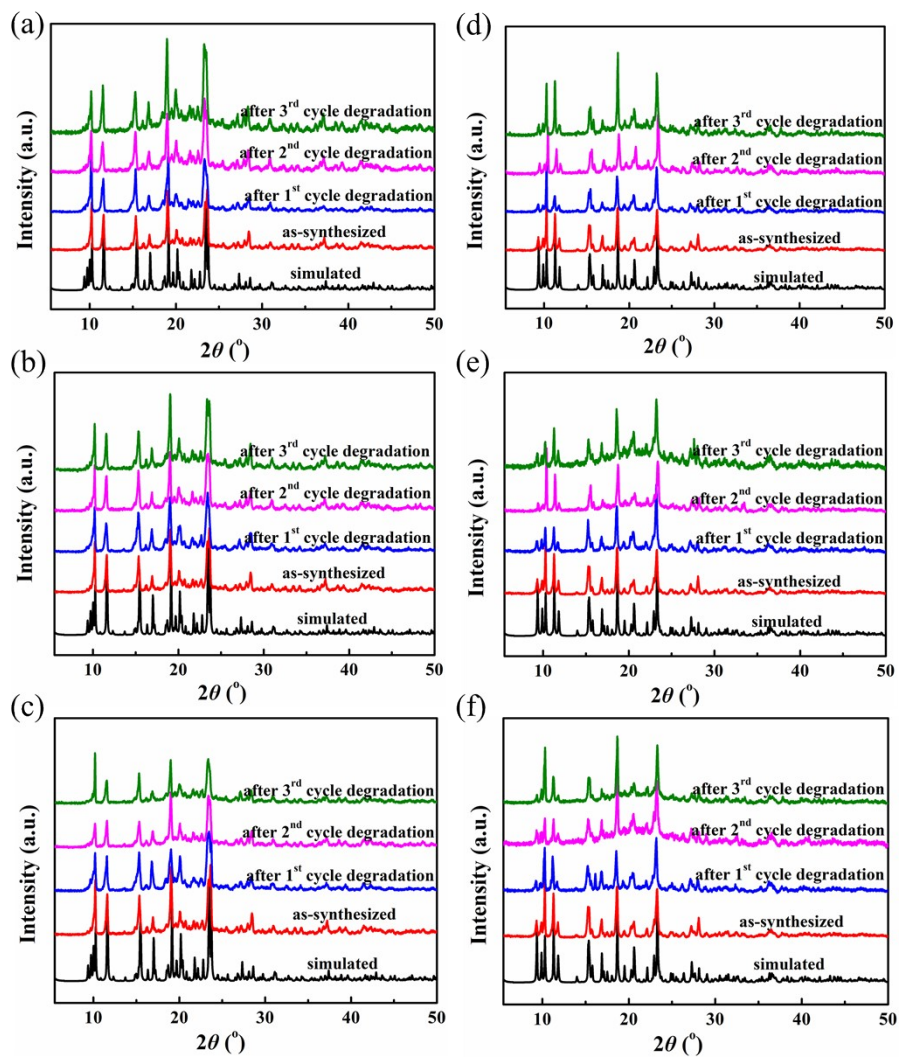 (a)
Intensity (a.u.)
after 3rd cycle degradation
after 2nd cycle degradation
after 1st cycle degradation
as-synthesized
simulated
10 20 30 40 50
2θ (°)
(d)
Intensity (a.u.)
after 3rd cycle degradation
after 2nd cycle degradation
after 1st cycle degradation
as-synthesized
simulated
10 20 30 40 50
2θ (°)
(b)
Intensity (a.u.)
after 3rd cycle degradation
after 2nd cycle degradation
after 1st cycle degradation
as-synthesized
simulated
10 20 30 40 50
2θ (°)
(e)
Intensity (a.u.)
after 3rd cycle degradation
after 2nd cycle degradation
after 1st cycle degradation
as-synthesized
simulated
10 20 30 40 50
2θ (°)
(c)
Intensity (a.u.)
after 3rd cycle degradation
after 2nd cycle degradation
after 1st cycle degradation
as-synthesized
simulated
10 20 30 40 50
2θ (°)
(f)
Intensity (a.u.)
after 3rd cycle degradation
after 2nd cycle degradation
after 1st cycle degradation
as-synthesized
simulated
10 20 30 40 50
2θ (°)